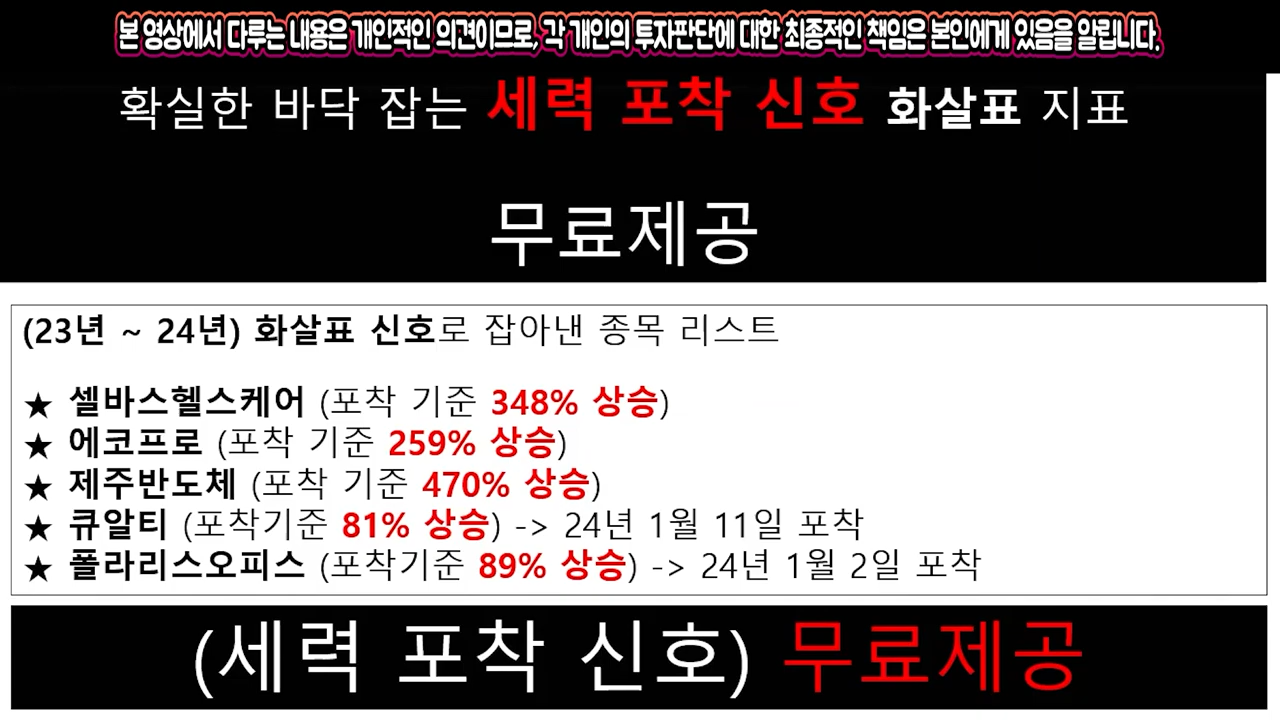 본 영상에서 다루는 내용은 개인적인 의견이므로, 각 개인의 투자판단에 대한 최종적인 책임은 본인에게 있음을 알립니다.
확실한 바닥 잡는 세력 포착 신호 화살표 지표
무료제공
(23년 ~ 24년) 화살표 신호로 잡아낸 종목 리스트
★ 셀바스헬스케어 (포착 기준 348% 상승)
★ 에코프로 (포착 기준 259% 상승)
★ 제주반도체 (포착 기준 470% 상승)
★ 큐알티 (포착기준 81% 상승) -> 24년 1월 11일 포착
★ 폴라리스오피스 (포착기준 89% 상승) -> 24년 1월 2일 포착
(세력 포착 신호) 무료제공